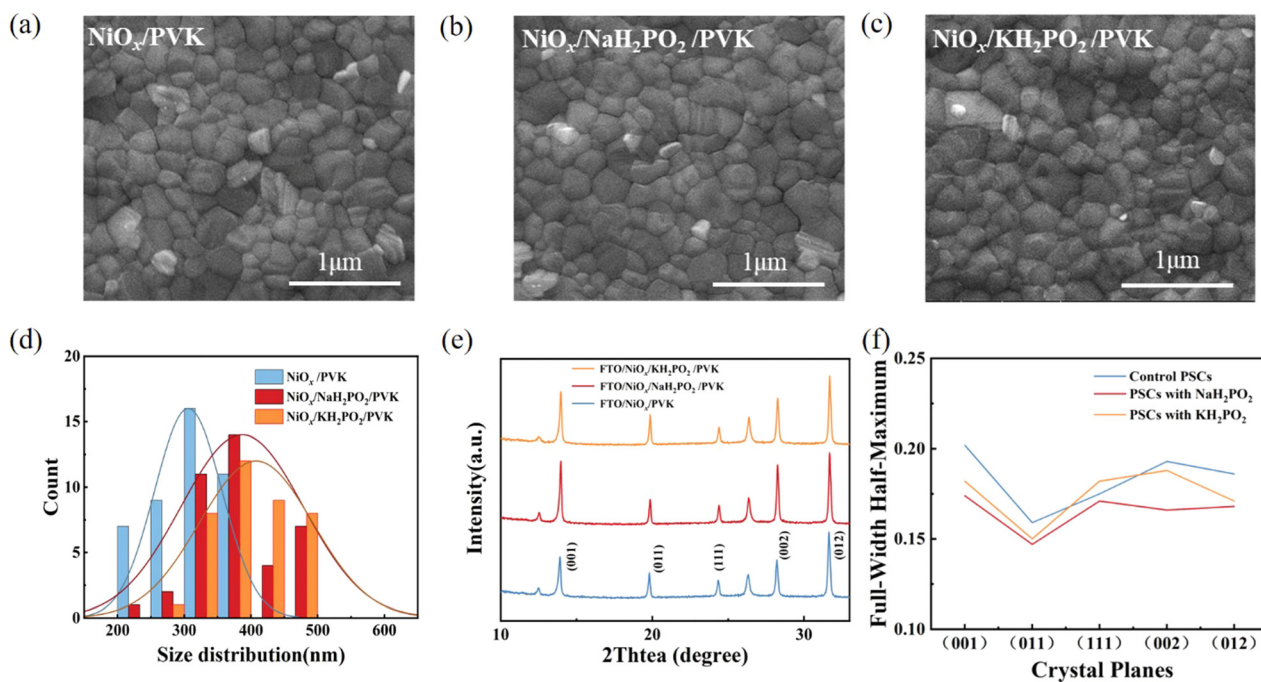 (a)
NiOx/PVK
1μm
(b)
NiOx/NaH2PO2 /PVK
1μm
(c)
NiOx/KH2PO2 /PVK
1μm
(d)
20
15
10
5
0
Count
NiOx /PVK
NiOx/NaH2PO2/PVK
NiOx/KH2PO2/PVK
200 300 400 500 600
Size distribution(nm)
(e)
Intensity(a.u.)
FTO/NiOx/KH2PO2 /PVK
FTO/NiOx/NaH2PO2 /PVK
FTO/NiOx/PVK
(001)
(011)
(111)
(002)
(012)
10 20 30
2Thtea (degree)
(f)
0.25
0.20
0.15
0.10
Full-Width Half-Maximum
Control PSCs
PSCs with NaH2PO2
PSCs with KH2PO2
(001) (011) (111) (002) (012)
Crystal Planes